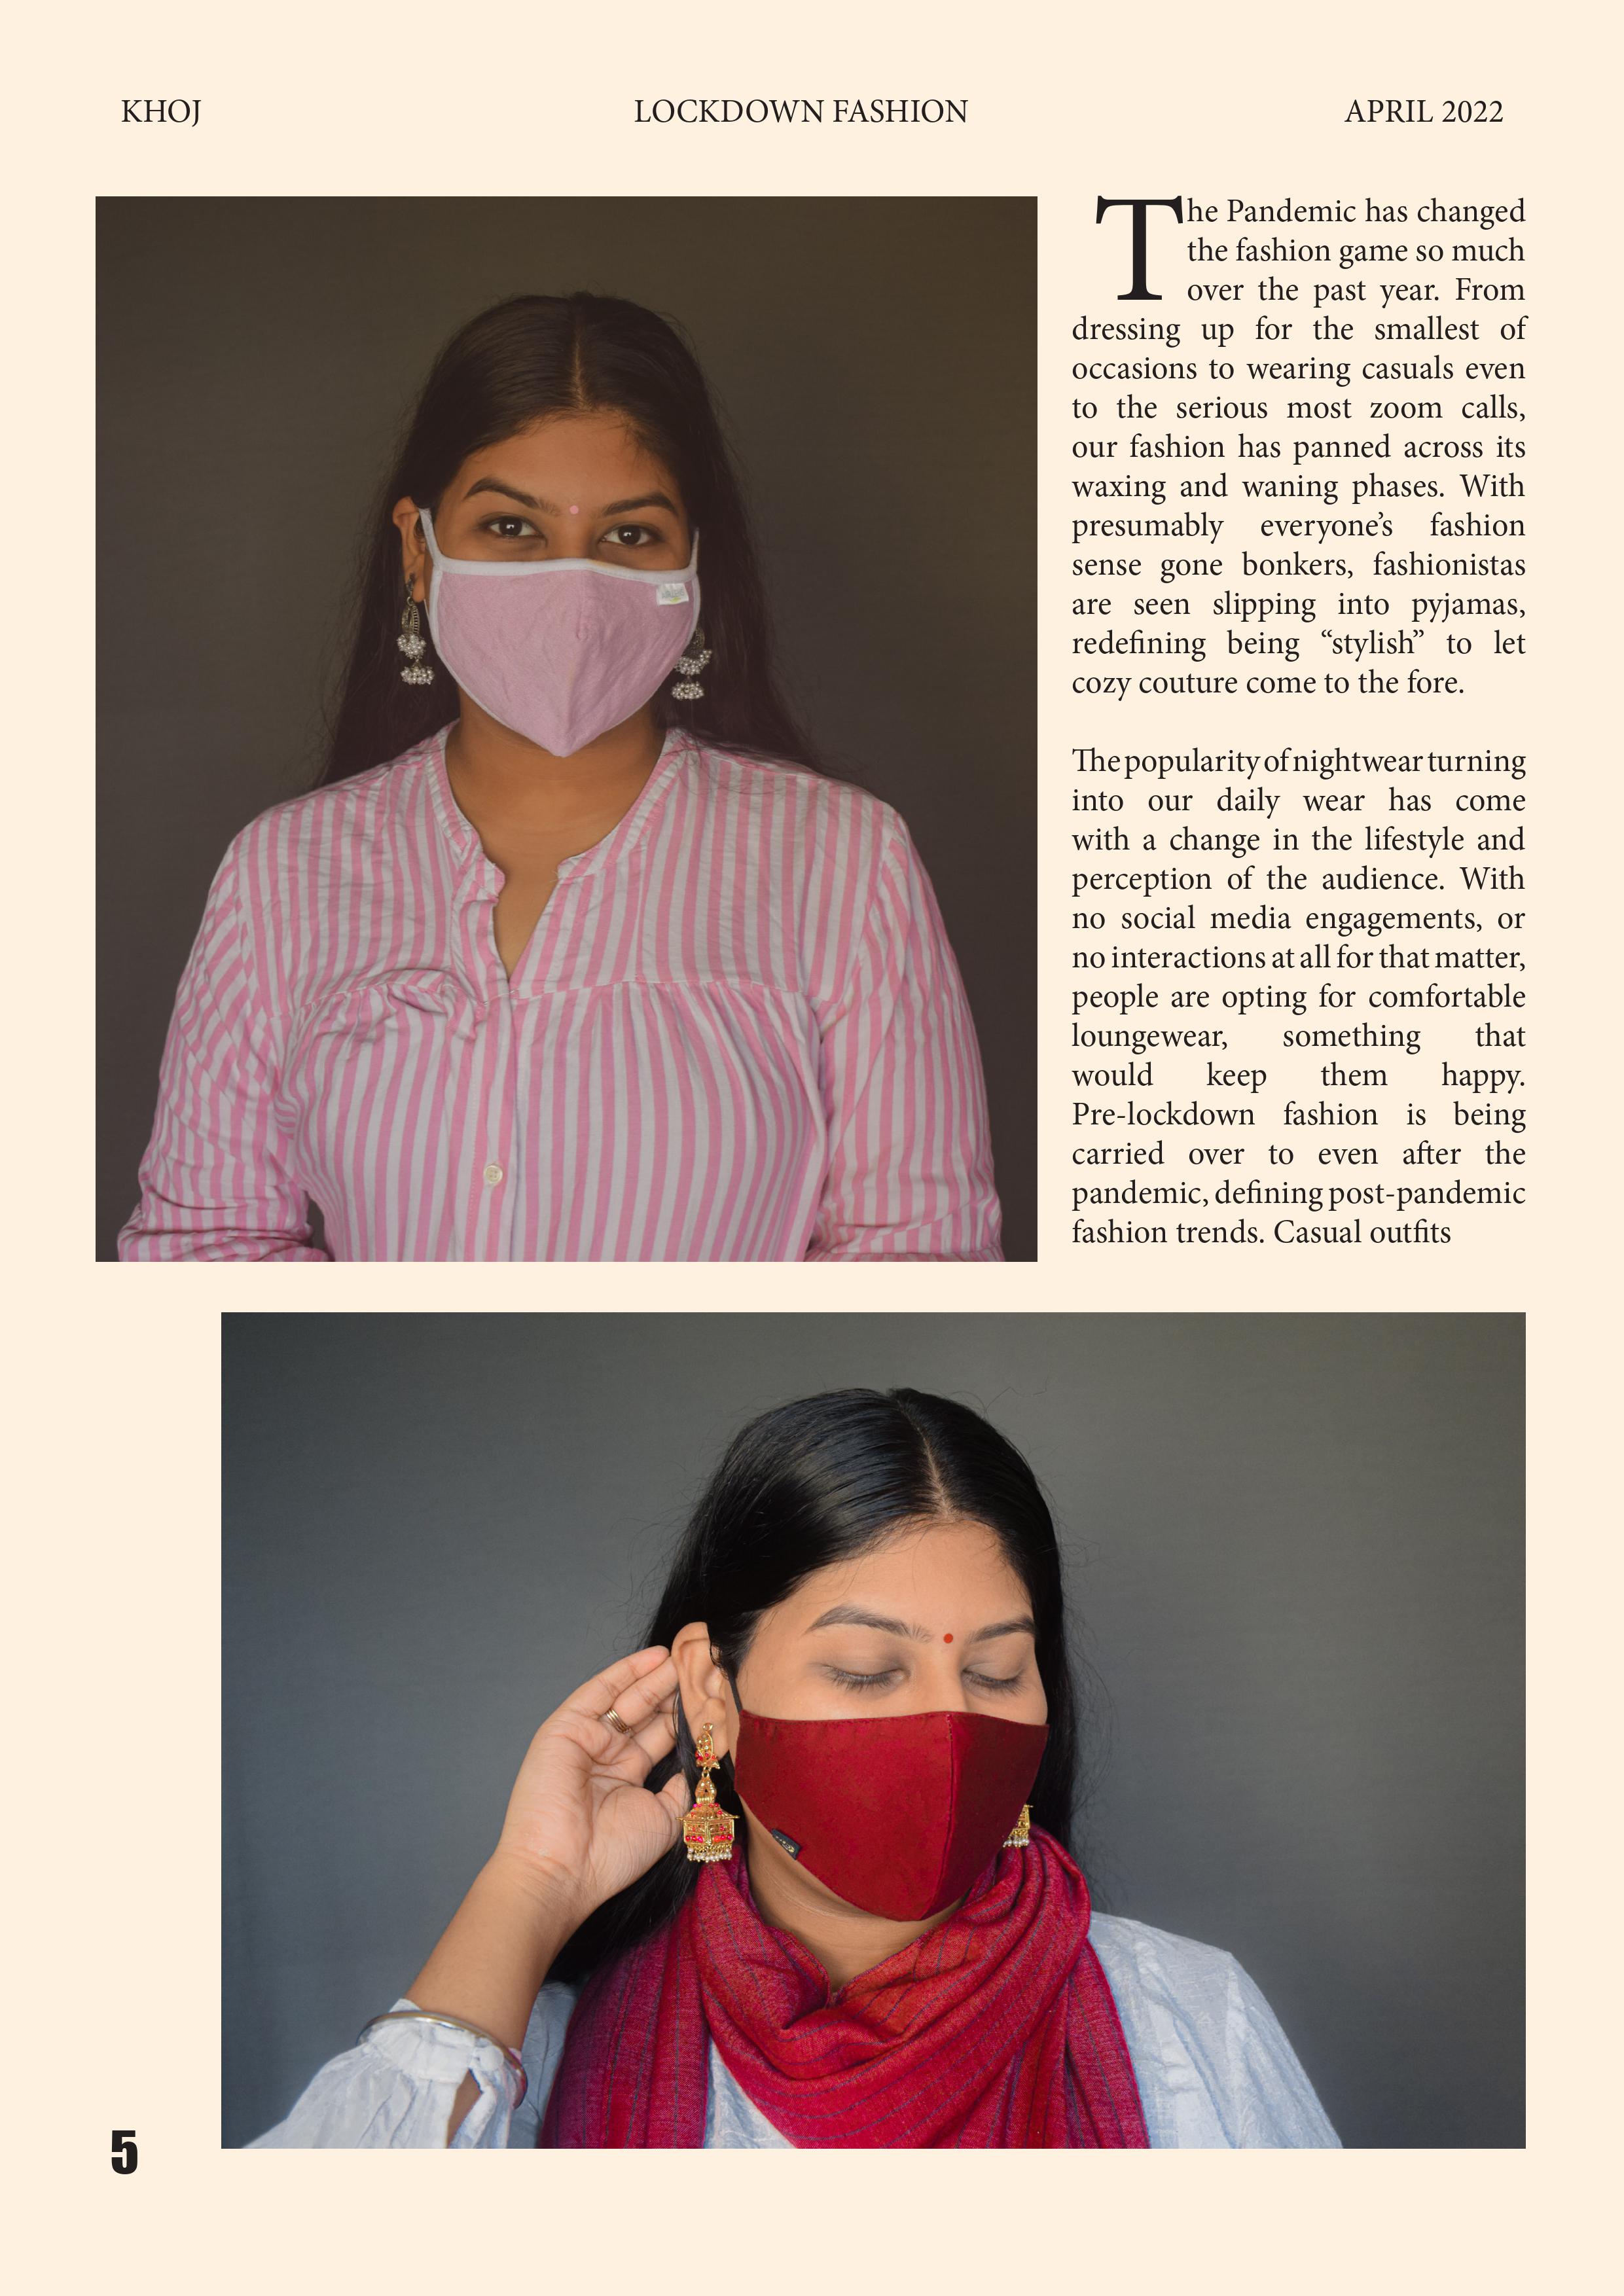 KHOJ
LOCKDOWN FASHION
APRIL 2022
The Pandemic has changed
the fashion game so much
over the past year. From
dressing up for the smallest of
occasions to wearing casuals even
to the serious most zoom calls,
our fashion has panned across its
waxing and waning phases. With
presumably everyone’s fashion
sense gone bonkers, fashionistas
are seen slipping into pyjamas,
redefining being “stylish” to let
cozy couture come to the fore.
The popularity of nightwear turning
into our daily wear has come
with a change in the lifestyle and
perception of the audience. With
no social media engagements, or
no interactions at all for that matter,
people are opting for comfortable
loungewear, something that
would keep them happy.
Pre-lockdown fashion is being
carried over to even after the
pandemic, defining post-pandemic
fashion trends. Casual outfits
5